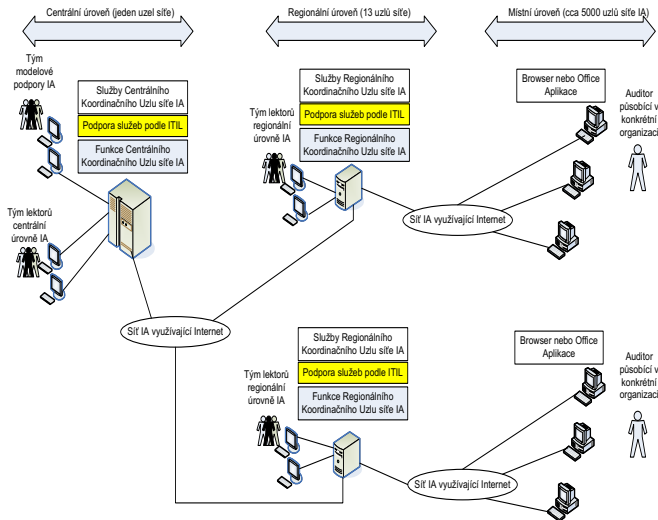 Centrální úroveň (jeden uzel sítě)
Regionální úroveň (13 uzlů sítě)
Místní úroveň (cca 5000 uzlů sítě IA)
Tým
modelové
podpory IA
Služby Centrálního
Koordinačního Uzlu sítě IA
Podpora služeb podle ITIL
Funkce Centrálního
Koordinačního Uzlu sítě IA
Tým lektorů
centrální
úrovně IA
Služby Regionálního
Koordinačního Uzlu sítě IA
Podpora služeb podle ITIL
Funkce Regionálního
Koordinačního Uzlu sítě IA
Tým lektorů
regionální
úrovně IA
Browser nebo Office
Aplikace
Auditor
působící v
konkrétní
organizaci
Síť IA využívající Internet
Síť IA využívající Internet
Služby Regionálního
Koordinačního Uzlu sítě IA
Podpora služeb podle ITIL
Funkce Regionálního
Koordinačního Uzlu sítě IA
Tým lektorů
regionální
úrovně IA
Browser nebo Office
Aplikace
Auditor
působící v
konkrétní
organizaci
Síť IA využívající Internet